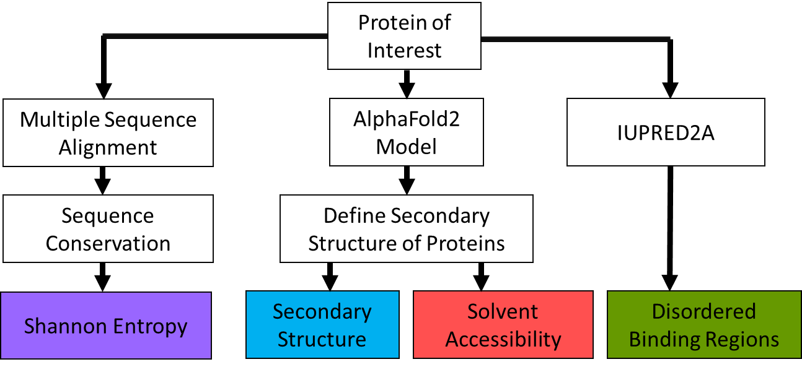 Protein of
Interest
Multiple Sequence
Alignment
AlphaFold2
Model
IUPRED2A
Sequence
Conservation
Define Secondary
Structure of Proteins
Shannon Entropy
Secondary
Structure
Solvent
Accessibility
Disordered
Binding Regions